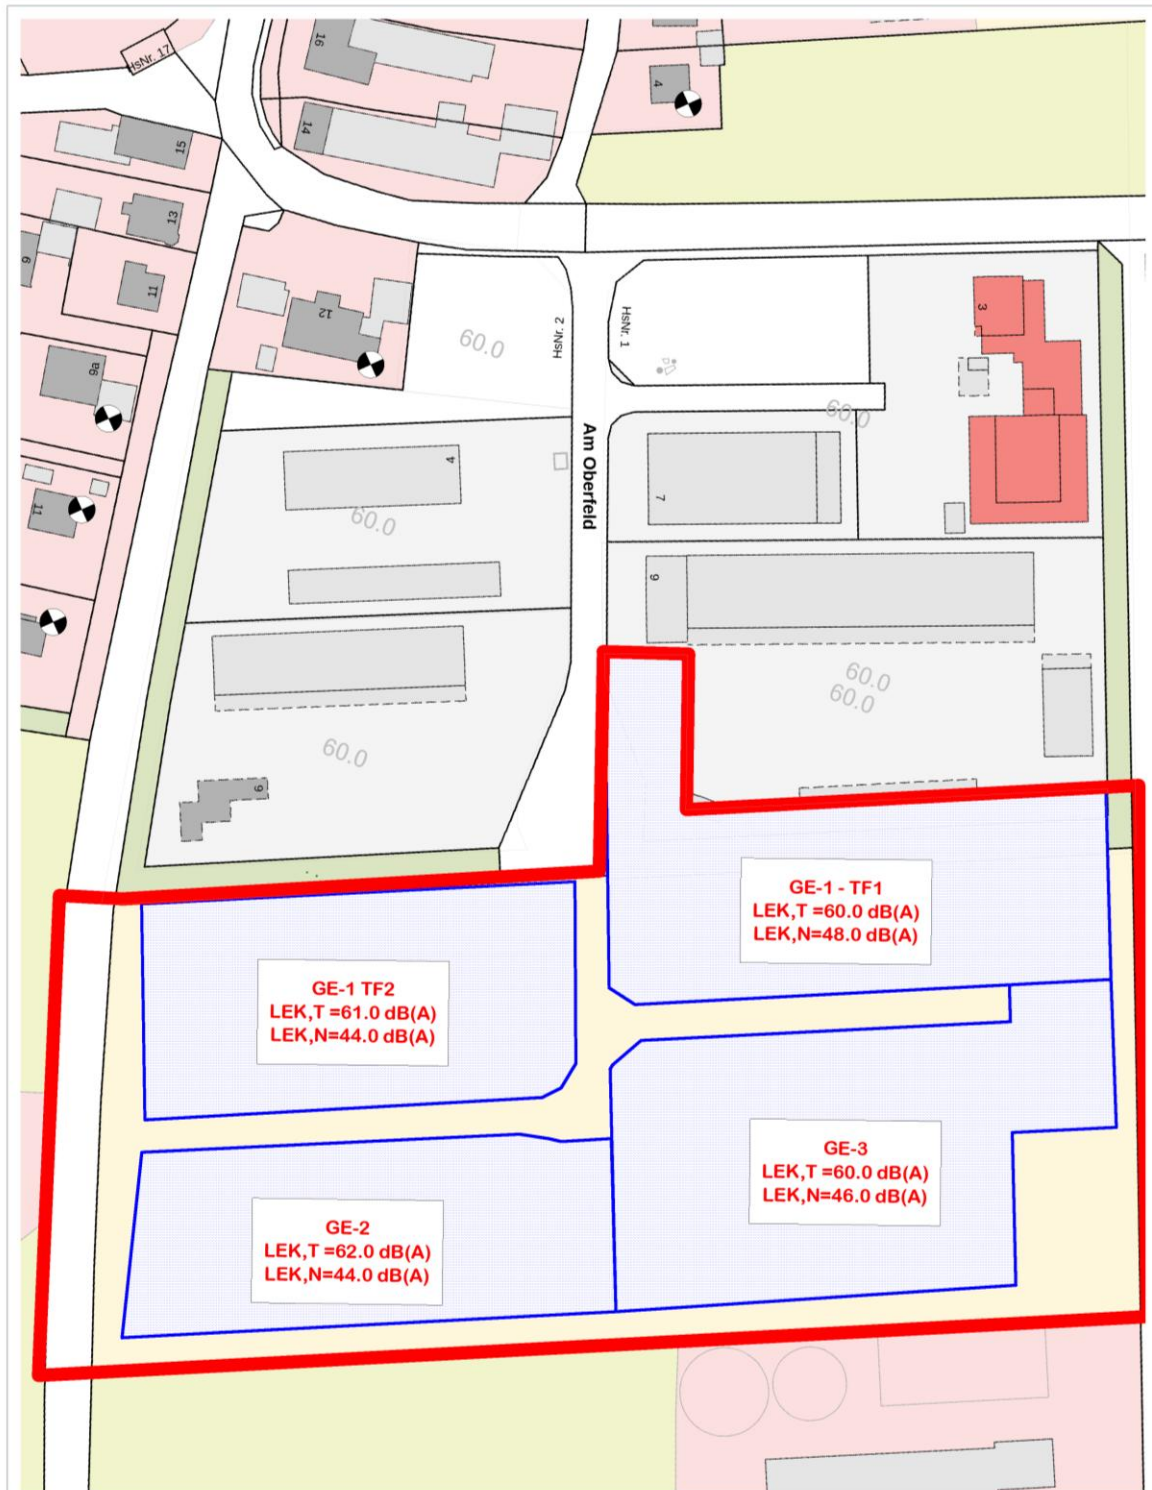 HsNr. 17
16
4
14
15
13
9
11
12
3
HsNr. 2
HsNr. 1
60.0
9a
60.0
Am Oberfeld
4
7
11
60.0
9
60.0
60.0
60.0
6
GE-1 - TF1
LEK,T =60.0 dB(A)
LEK,N=48.0 dB(A)
GE-1 TF2
LEK,T =61.0 dB(A)
LEK,N=44.0 dB(A)
GE-3
LEK,T =60.0 dB(A)
LEK,N=46.0 dB(A)
GE-2
LEK,T =62.0 dB(A)
LEK,N=44.0 dB(A)